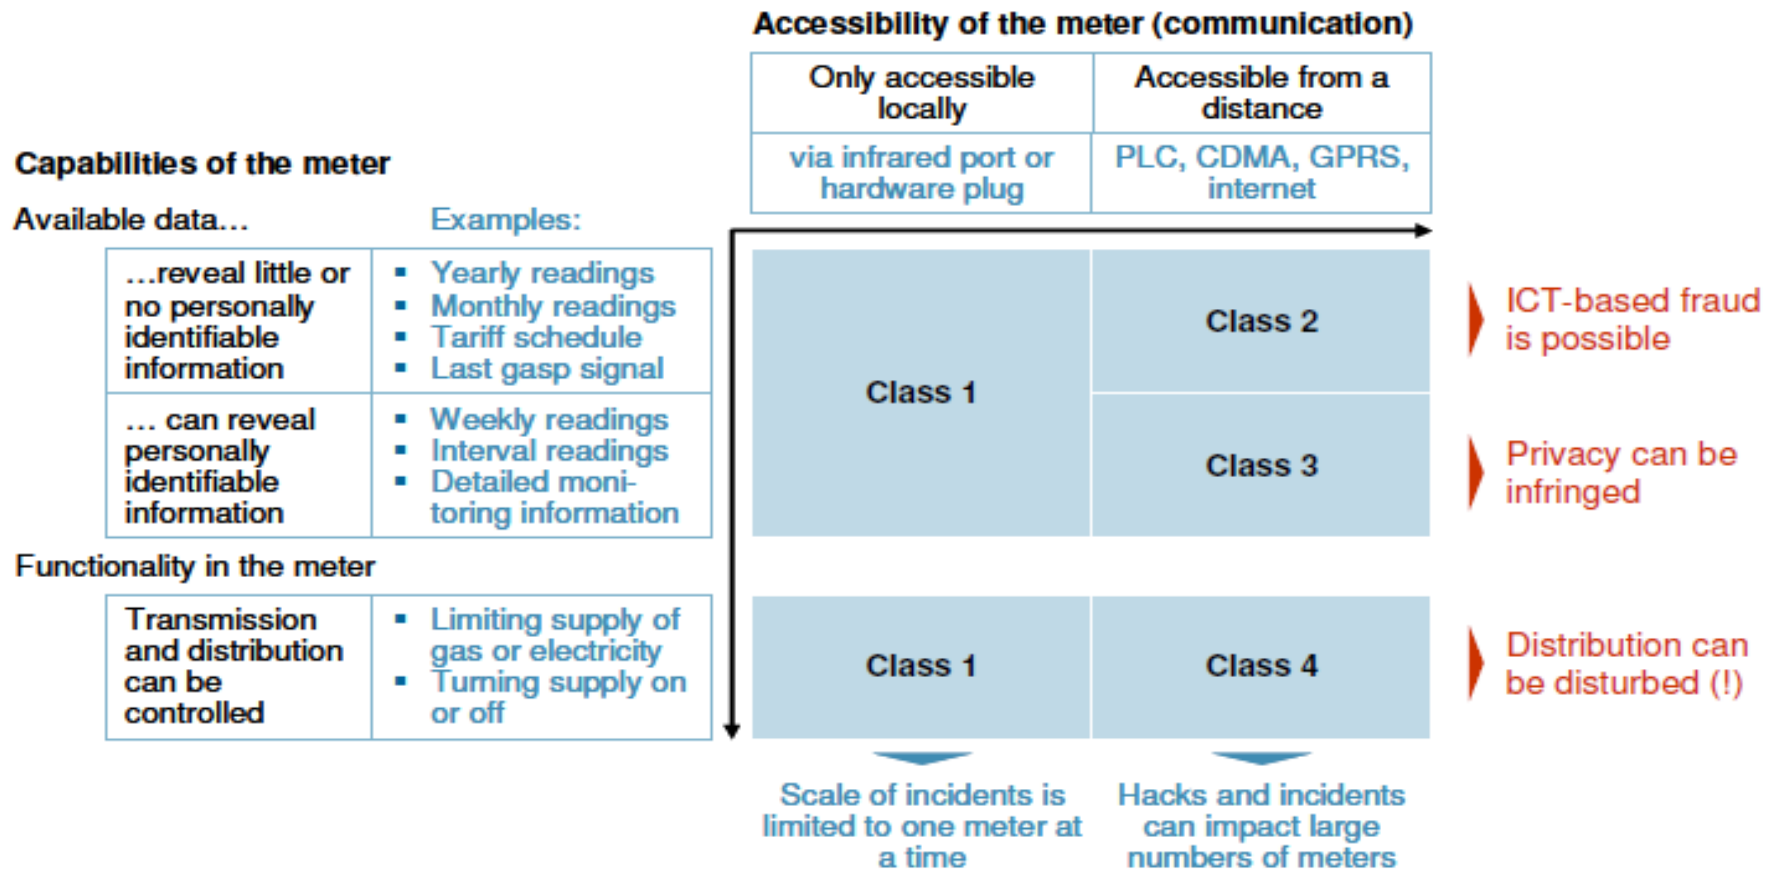 Accessibility of the meter (communication)
Only accessible
locally
Accessible from a
distance
via infrared port or
hardware plug
PLC, CDMA, GPRS,
internet
Capabilities of the meter
Available data...
Examples:
...reveal little or
no personally
identifiable
information
▪ Yearly readings
▪ Monthly readings
▪ Tariff schedule
▪ Last gasp signal
... can reveal
personally
identifiable
information
▪ Weekly readings
▪ Interval readings
▪ Detailed moni-
toring information
Class 1
Class 2
Class 3
ICT-based fraud
is possible
Privacy can be
infringed
Functionality in the meter
Transmission
and distribution
can be
controlled
▪ Limiting supply of
gas or electricity
▪ Turning supply on
or off
Class 1
Class 4
Distribution can
be disturbed (!)
Scale of incidents is
limited to one meter at
a time
Hacks and incidents
can impact large
numbers of meters